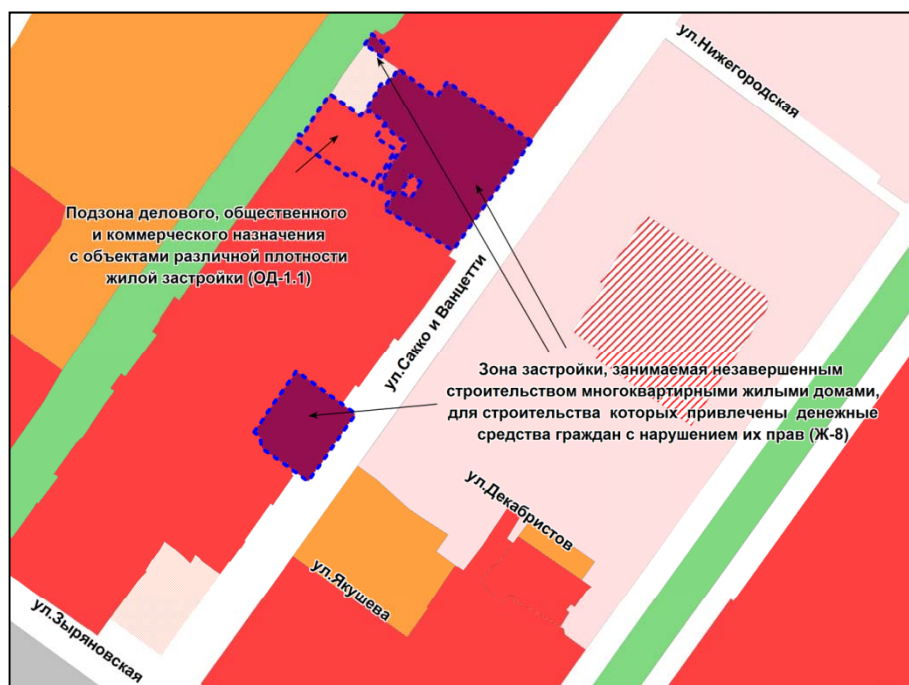 ул.Нижегородская
Подзона делового, общественного
и коммерческого назначения
с объектами различной плотности
жилой застройки (ОД-1.1)
ул.Сакко и Ванцетти
Зона застройки, занимаемая незавершенным
строительством многоквартирными жилыми домами,
для строительства которых привлечены денежные
средства граждан с нарушением их прав (Ж-8)
ул.Декабристов
ул.Якушева
ул.Зыряновская